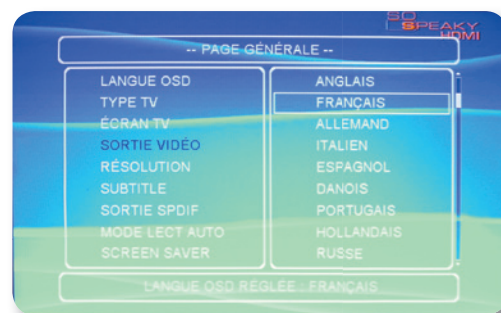 SO
SPEAKY
HDMI
-- PAGE GÉNÉRALE --
LANGUE OSD
TYPE TV
ÉCRAN TV
SORTIE VIDÉO
RÉSOLUTION
SUBTITLE
SORTIE SPDIF
MODE LECT AUTO
SCREEN SAVER
ANGLAIS
FRANÇAIS
ALLEMAND
ITALIEN
ESPAGNOL
DANOIS
PORTUGAIS
HOLLANDAIS
RUSSE
LANGUE OSD RÉGLÉE : FRANÇAIS